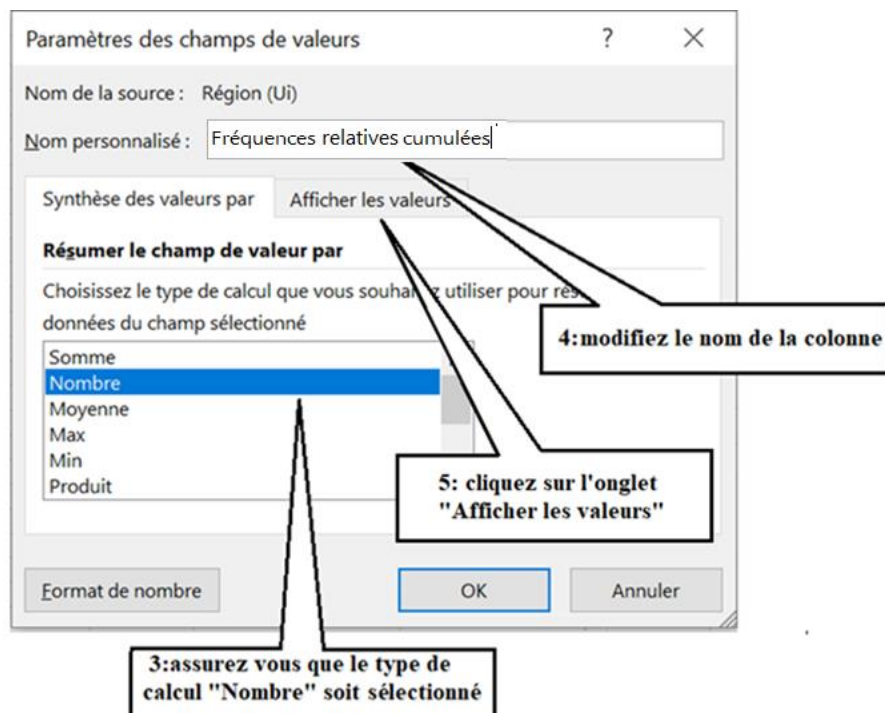 Paramètres des champs de valeurs ? ×
Nom de la source : Région (Ui)
Nom personnalisé : Fréquences relatives cumulées
Synthèse des valeurs par Afficher les valeurs
Résumer le champ de valeur par
Choisissez le type de calcul que vous utiliser pour
données du champ sélectionné
Somme
Nombre
Moyenne
Max
Min
Produit
4:modifiez le nom de la colonne
5: cliquez sur l'onglet
"Afficher les valeurs"
Format de nombre OK Annuler
3:assurez vous que le type de
calcul "Nombre" soit sélectionné